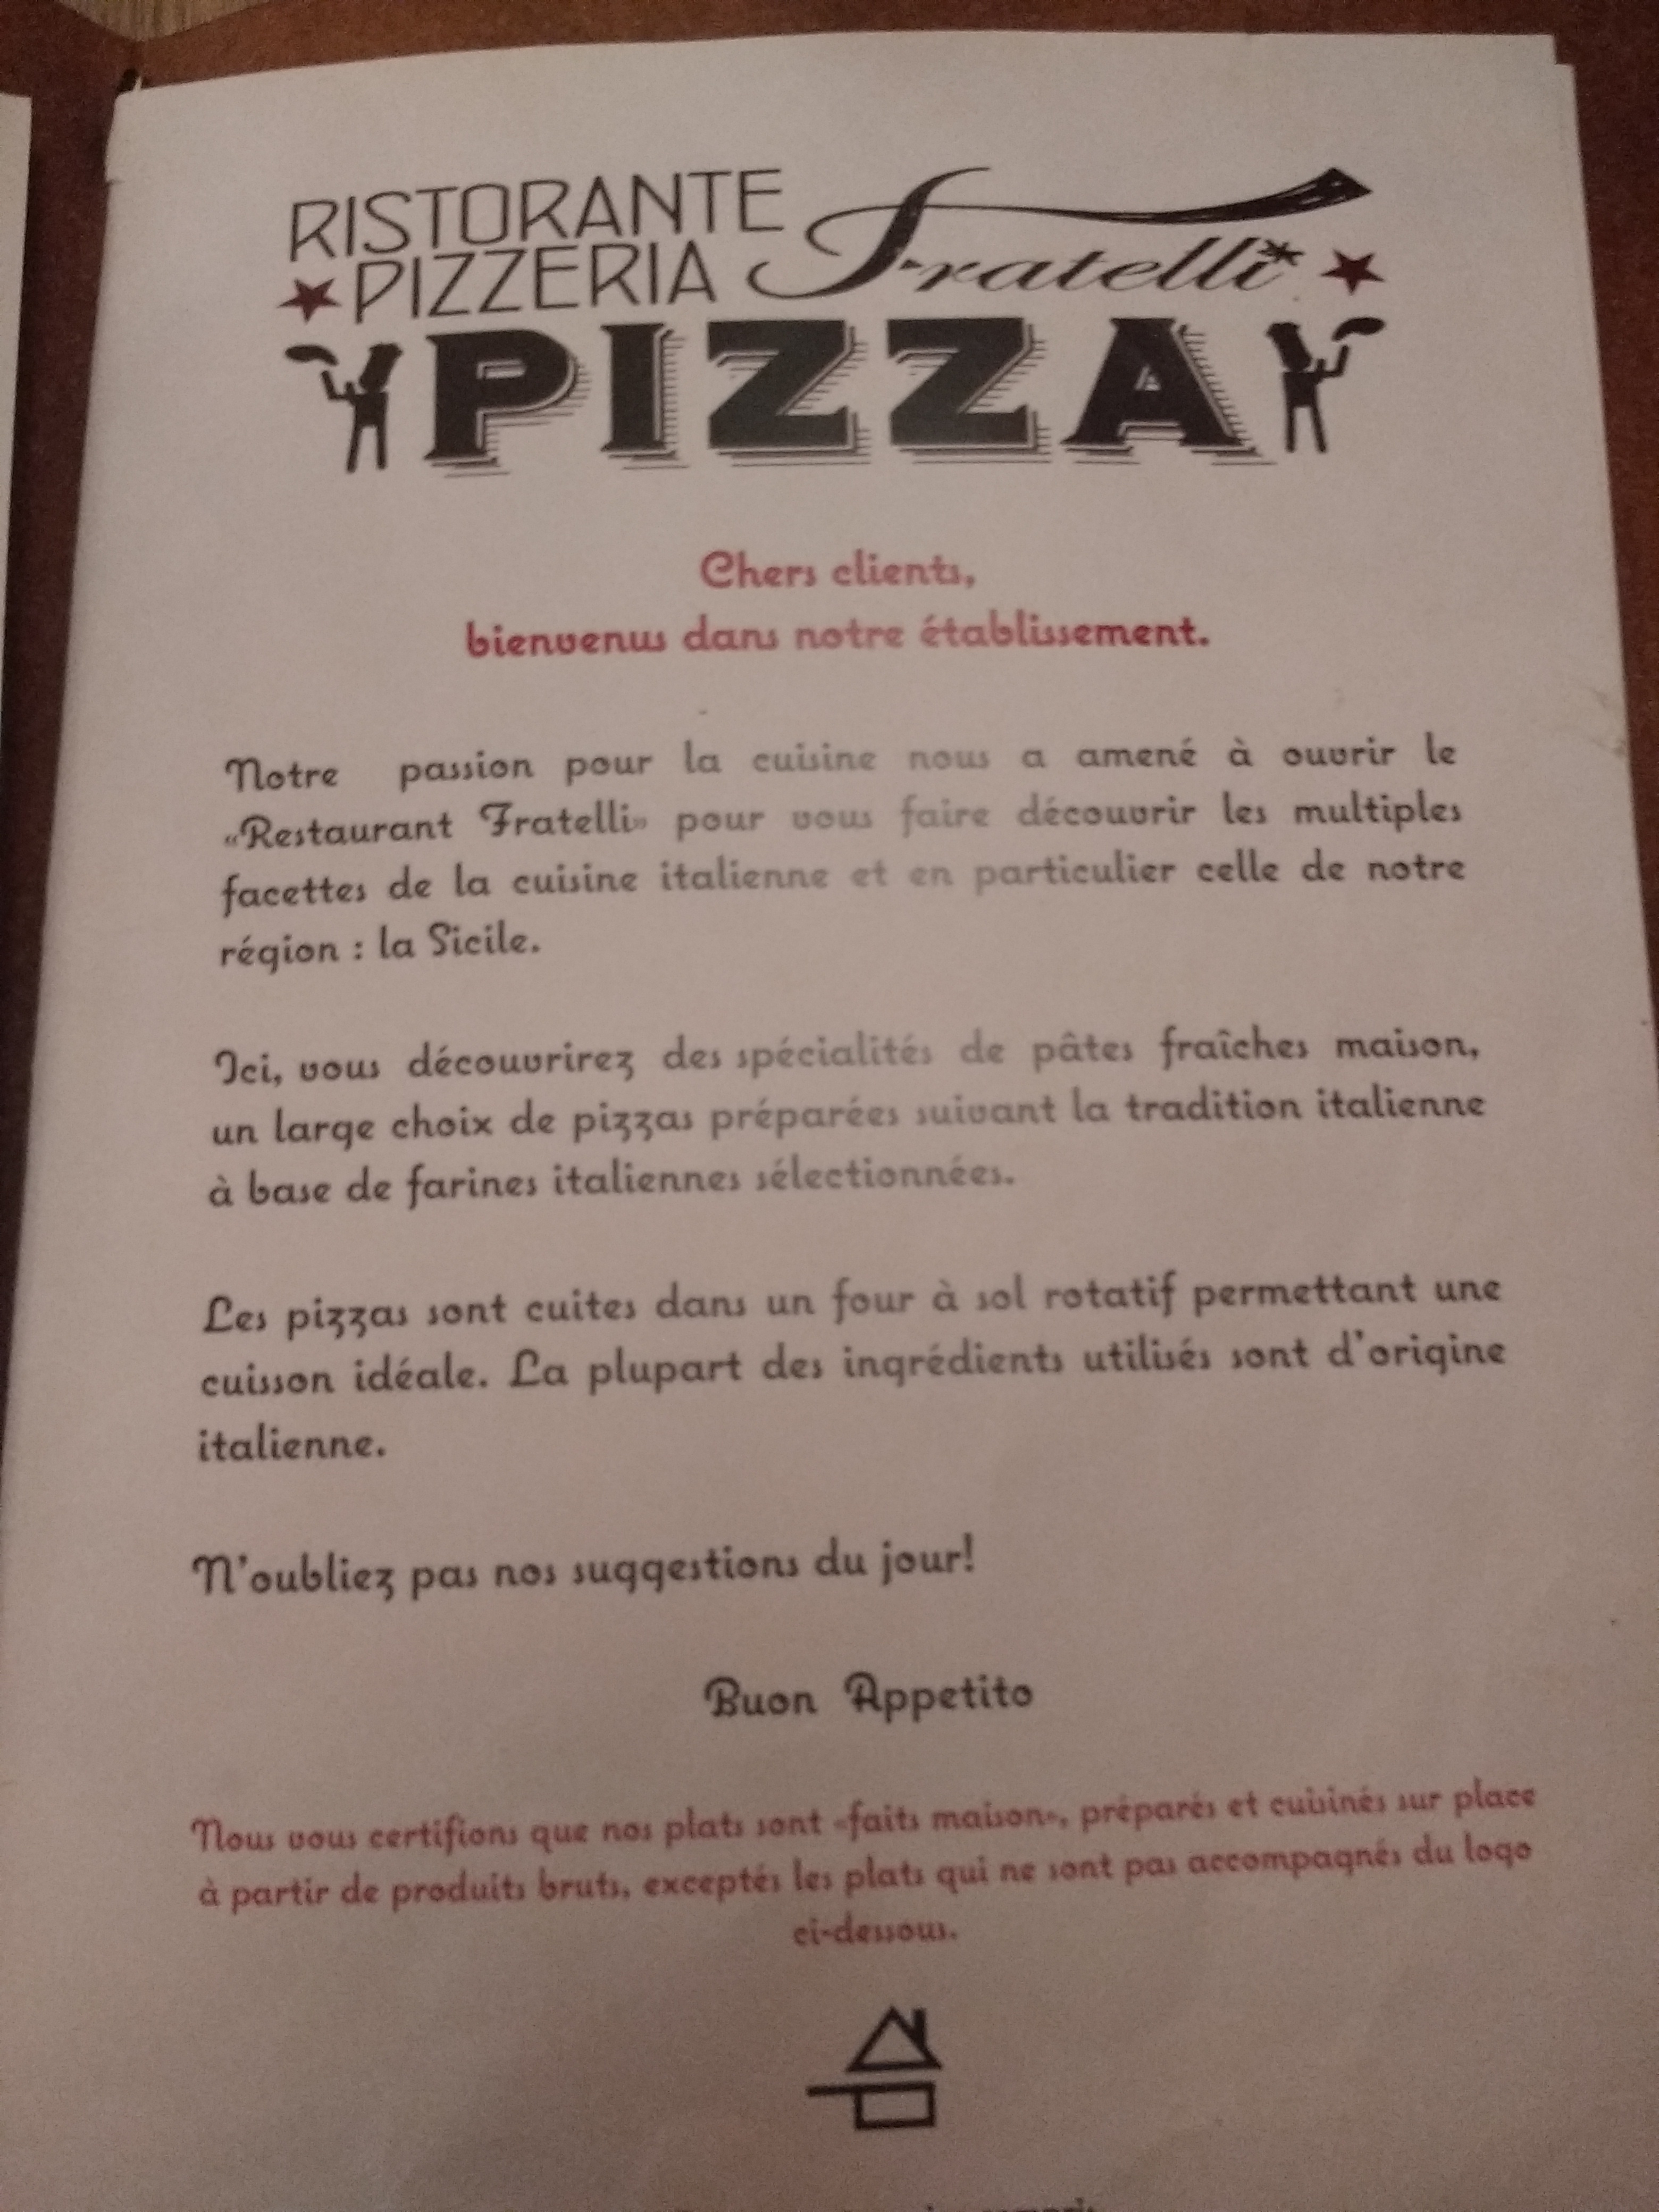 RISTORANTE
PIZZERIA Fratelli
PIZZA
Chers clients,
bienvenus dans notre établissement.
Notre passion pour la cuisine nous a amené à ouvrir le
«Restaurant Fratelli» pour vous faire découvrir les multiples
facettes de la cuisine italienne et en particulier celle de notre
région : la Sicile.
Ici, vous découvrirez des spécialités de pâtes fraîches maison,
un large choix de pizzas préparées suivant la tradition italienne
à base de farines italiennes sélectionnées.
Les pizzas sont cuites dans un four à sol rotatif permettant une
cuisson idéale. La plupart des ingrédients utilisés sont d'origine
italienne.
N'oubliez pas nos suggestions du jour!
Buon Appetito
Nous vous certifions que nos plats sont «faits maison», préparés et cuisinés sur place
à partir de produits bruts, exceptés les plats qui ne sont pas accompagnés du logo
ci-dessous.